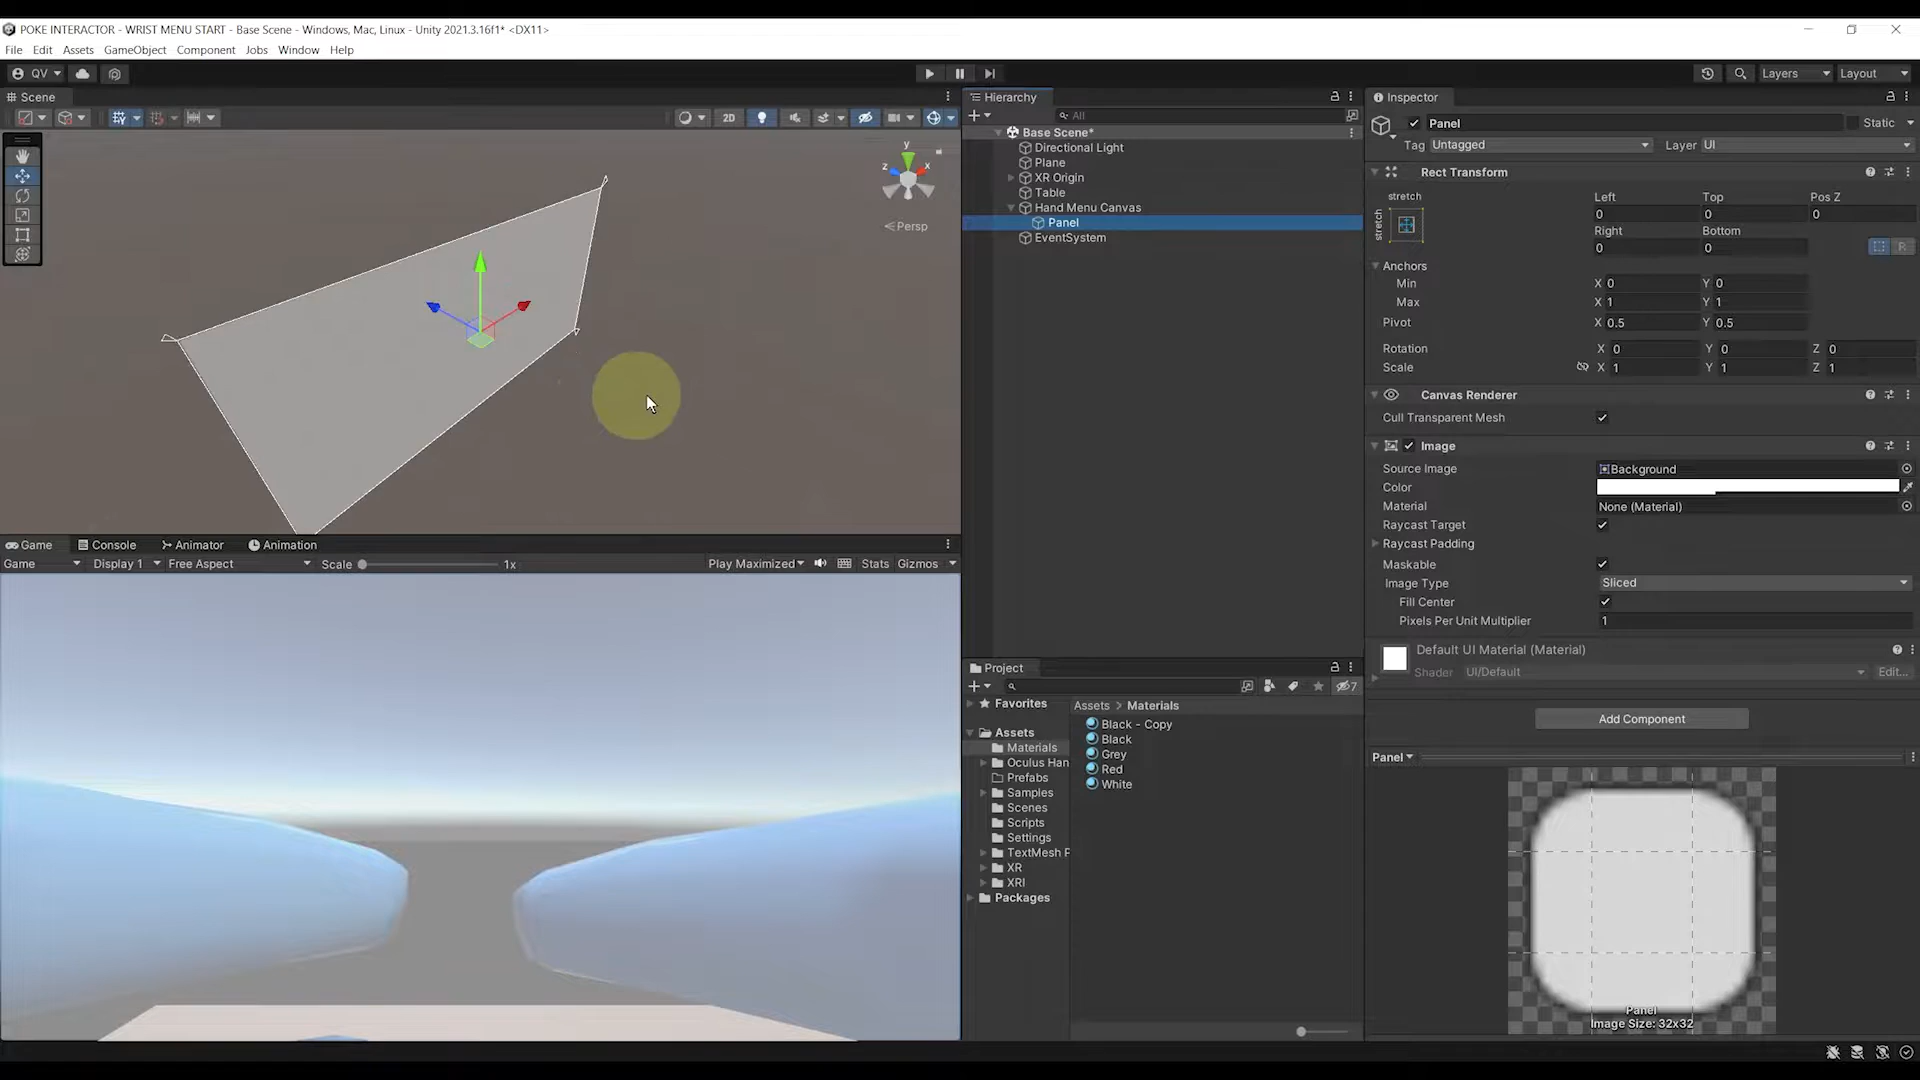 POKE INTERACTOR - WRIST MENU START - Base Scene - Windows, Mac, Linux - Unity 2021.3.16f1* <DX11>
File Edit Assets GameObject Component Jobs Window Help
QV Layers Layout
Scene
2D
y
z x
Persp
Game Console Animator Animation
Game Display 1 Free Aspect Scale 1x Play Maximized Stats Gizmos
Hierarchy
All
Base Scene*
Directional Light
Plane
XR Origin
Table
Hand Menu Canvas
Panel
EventSystem
Project
7
Favorites
Assets
Materials
Oculus Han
Prefabs
Samples
Scenes
Scripts
Settings
TextMesh P
XR
XRI
Packages
Assets > Materials
Black - Copy
Black
Grey
Red
White
Inspector
Panel Static
Tag Untagged Layer UI
Rect Transform
stretch
stretch
Left Top Pos Z
0 0 0
Right Bottom
0 0 R
Anchors
Min X 0 Y 0
Max X 1 Y 1
Pivot X 0.5 Y 0.5
Rotation X 0 Y 0 Z 0
Scale X 1 Y 1 Z 1
Canvas Renderer
Cull Transparent Mesh
Image
Source Image Background
Color
Material None (Material)
Raycast Target
Raycast Padding
Maskable
Image Type Sliced
Fill Center
Pixels Per Unit Multiplier 1
Default UI Material (Material)
Shader UI/Default Edit...
Add Component
Panel
Panel
Image Size: 32x32